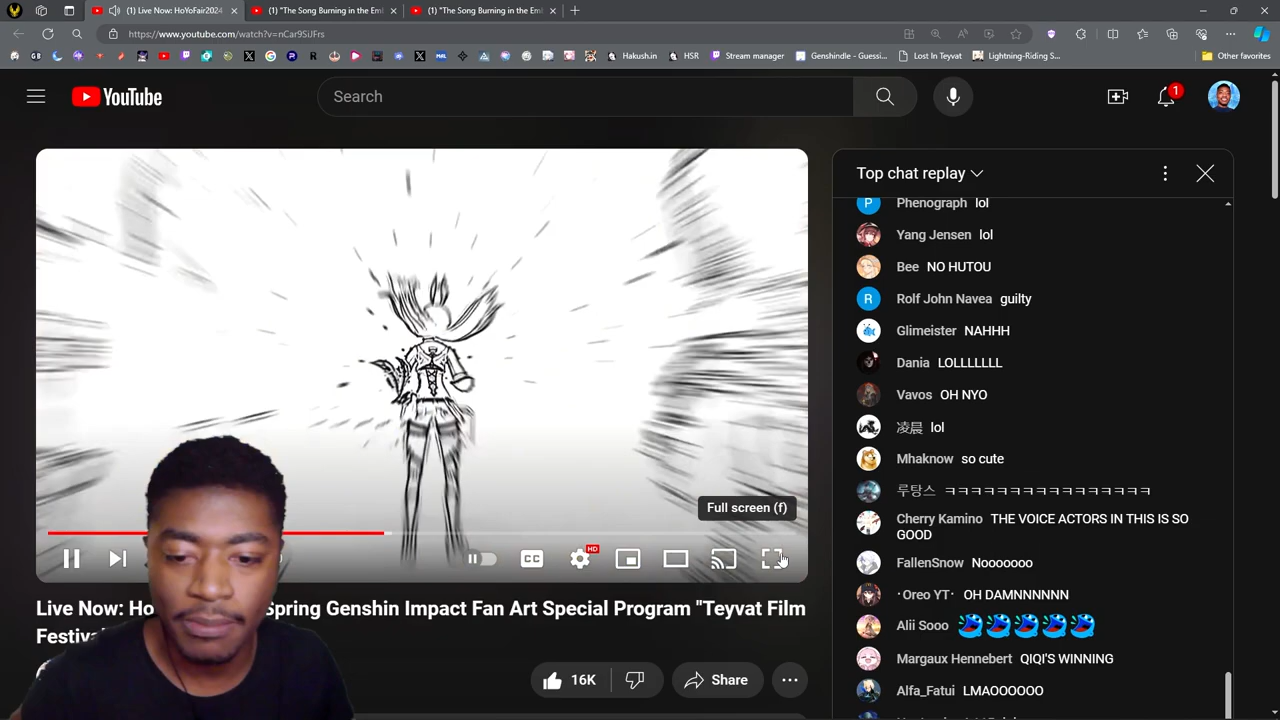 (1) Live Now: HoYoFair2024
(1) "The Song Burning in the Em
(1) "The Song Burning in the Em
https://www.youtube.com/watch?v=nCar9SUFrs
Hakush.in
HSR
Stream manager
Genshindle - Guessi...
Lost In Teyvat
Lightning-Riding S...
Other favorites
YouTube
Search
1
Top chat replay
Phenograph lol
Yang Jensen lol
Bee NO HUTOU
Rolf John Navea guilty
Glimeister NAHHH
Dania LOLLLLLLL
Vavos OH NYO
凌晨 lol
Mhaknow so cute
루탕스 ㅋㅋㅋㅋㅋㅋㅋㅋㅋㅋㅋㅋㅋㅋㅋㅋ
Cherry Kamino THE VOICE ACTORS IN THIS IS SO
GOOD
FallenSnow Nooooooo
·Oreo YT· OH DAMNNNNNN
Alii Sooo
Margaux Hennebert QIQI'S WINNING
Alfa_Fatui LMAOOOOOO
Full screen (f)
CC
HD
Live Now: Ho Spring Genshin Impact Fan Art Special Program "Teyvat Film
Festival
16K
Share